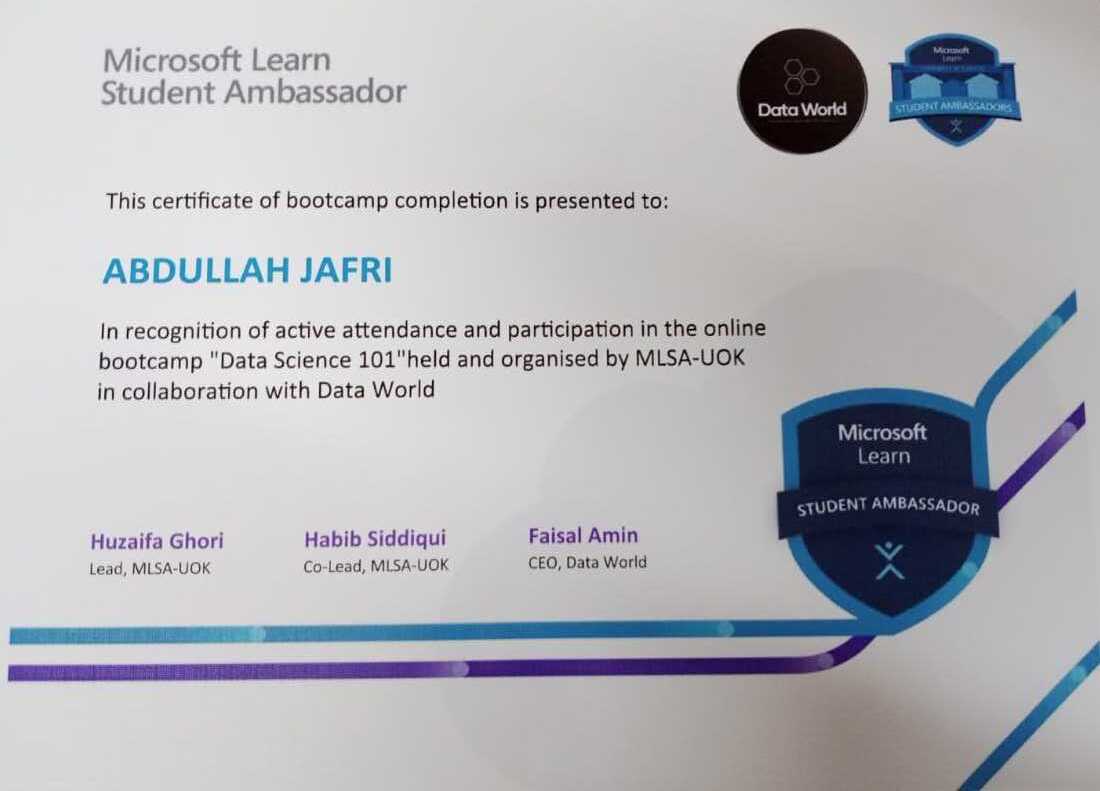 Microsoft Learn
Student Ambassador
Data World
Microsoft
Learn
STUDENT AMBASSADORS
This certificate of bootcamp completion is presented to:
ABDULLAH JAFRI
In recognition of active attendance and participation in the online
bootcamp "Data Science 101"held and organised by MLSA-UOK
in collaboration with Data World
Microsoft
Learn
STUDENT AMBASSADOR
Huzaifa Ghori
Lead, MLSA-UOK
Habib Siddiqui
Co-Lead, MLSA-UOK
Faisal Amin
CEO, Data World